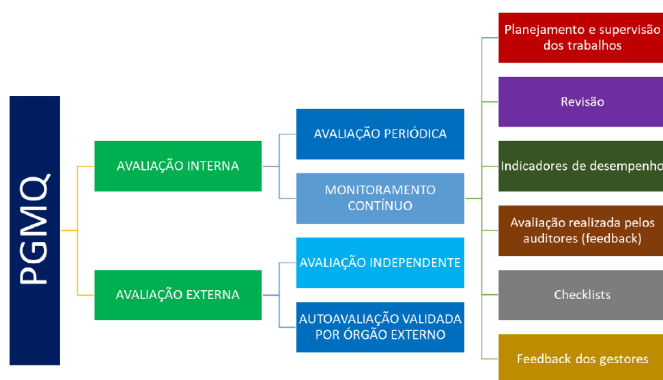 PGMQ
AVALIAÇÃO INTERNA
AVALIAÇÃO EXTERNA
AVALIAÇÃO PERIÓDICA
MONITORAMENTO
CONTÍNUO
AVALIAÇÃO INDEPENDENTE
AUTOAVALIAÇÃO VALIDADA
POR ÓRGÃO EXTERNO
Planejamento e supervisão
dos trabalhos
Revisão
Indicadores de desempenho
Avaliação realizada pelos
auditores (feedback)
Checklists
Feedback dos gestores